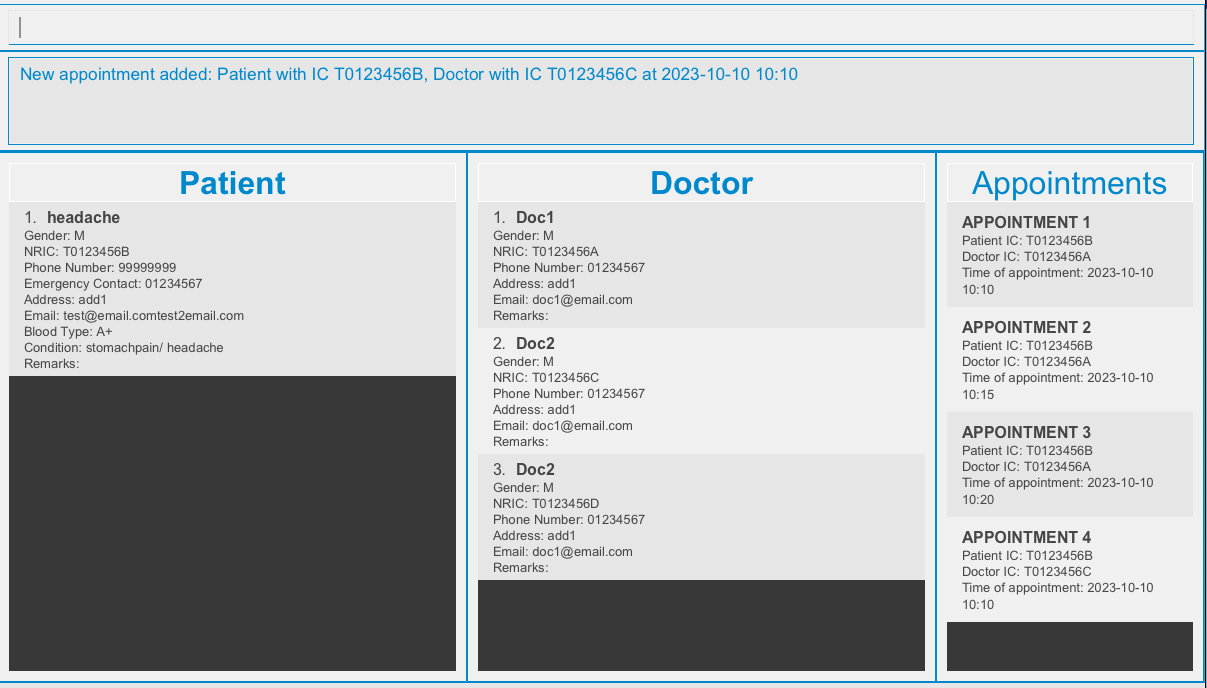 New appointment added: Patient with IC T0123456B, Doctor with IC T0123456C at 2023-10-10 10:10
Patient
1. headache
Gender: M
NRIC: T0123456B
Phone Number: 99999999
Emergency Contact: 01234567
Address: add1
Email: test@email.comtest2email.com
Blood Type: A+
Condition: stomachpain/ headache
Remarks:
Doctor
1. Doc1
Gender: M
NRIC: T0123456A
Phone Number: 01234567
Address: add1
Email: doc1@email.com
Remarks:
2. Doc2
Gender: M
NRIC: T0123456C
Phone Number: 01234567
Address: add1
Email: doc1@email.com
Remarks:
3. Doc2
Gender: M
NRIC: T0123456D
Phone Number: 01234567
Address: add1
Email: doc1@email.com
Remarks:
Appointments
APPOINTMENT 1
Patient IC: T0123456B
Doctor IC: T0123456A
Time of appointment: 2023-10-10
10:10
APPOINTMENT 2
Patient IC: T0123456B
Doctor IC: T0123456A
Time of appointment: 2023-10-10
10:15
APPOINTMENT 3
Patient IC: T0123456B
Doctor IC: T0123456A
Time of appointment: 2023-10-10
10:20
APPOINTMENT 4
Patient IC: T0123456B
Doctor IC: T0123456C
Time of appointment: 2023-10-10
10:10